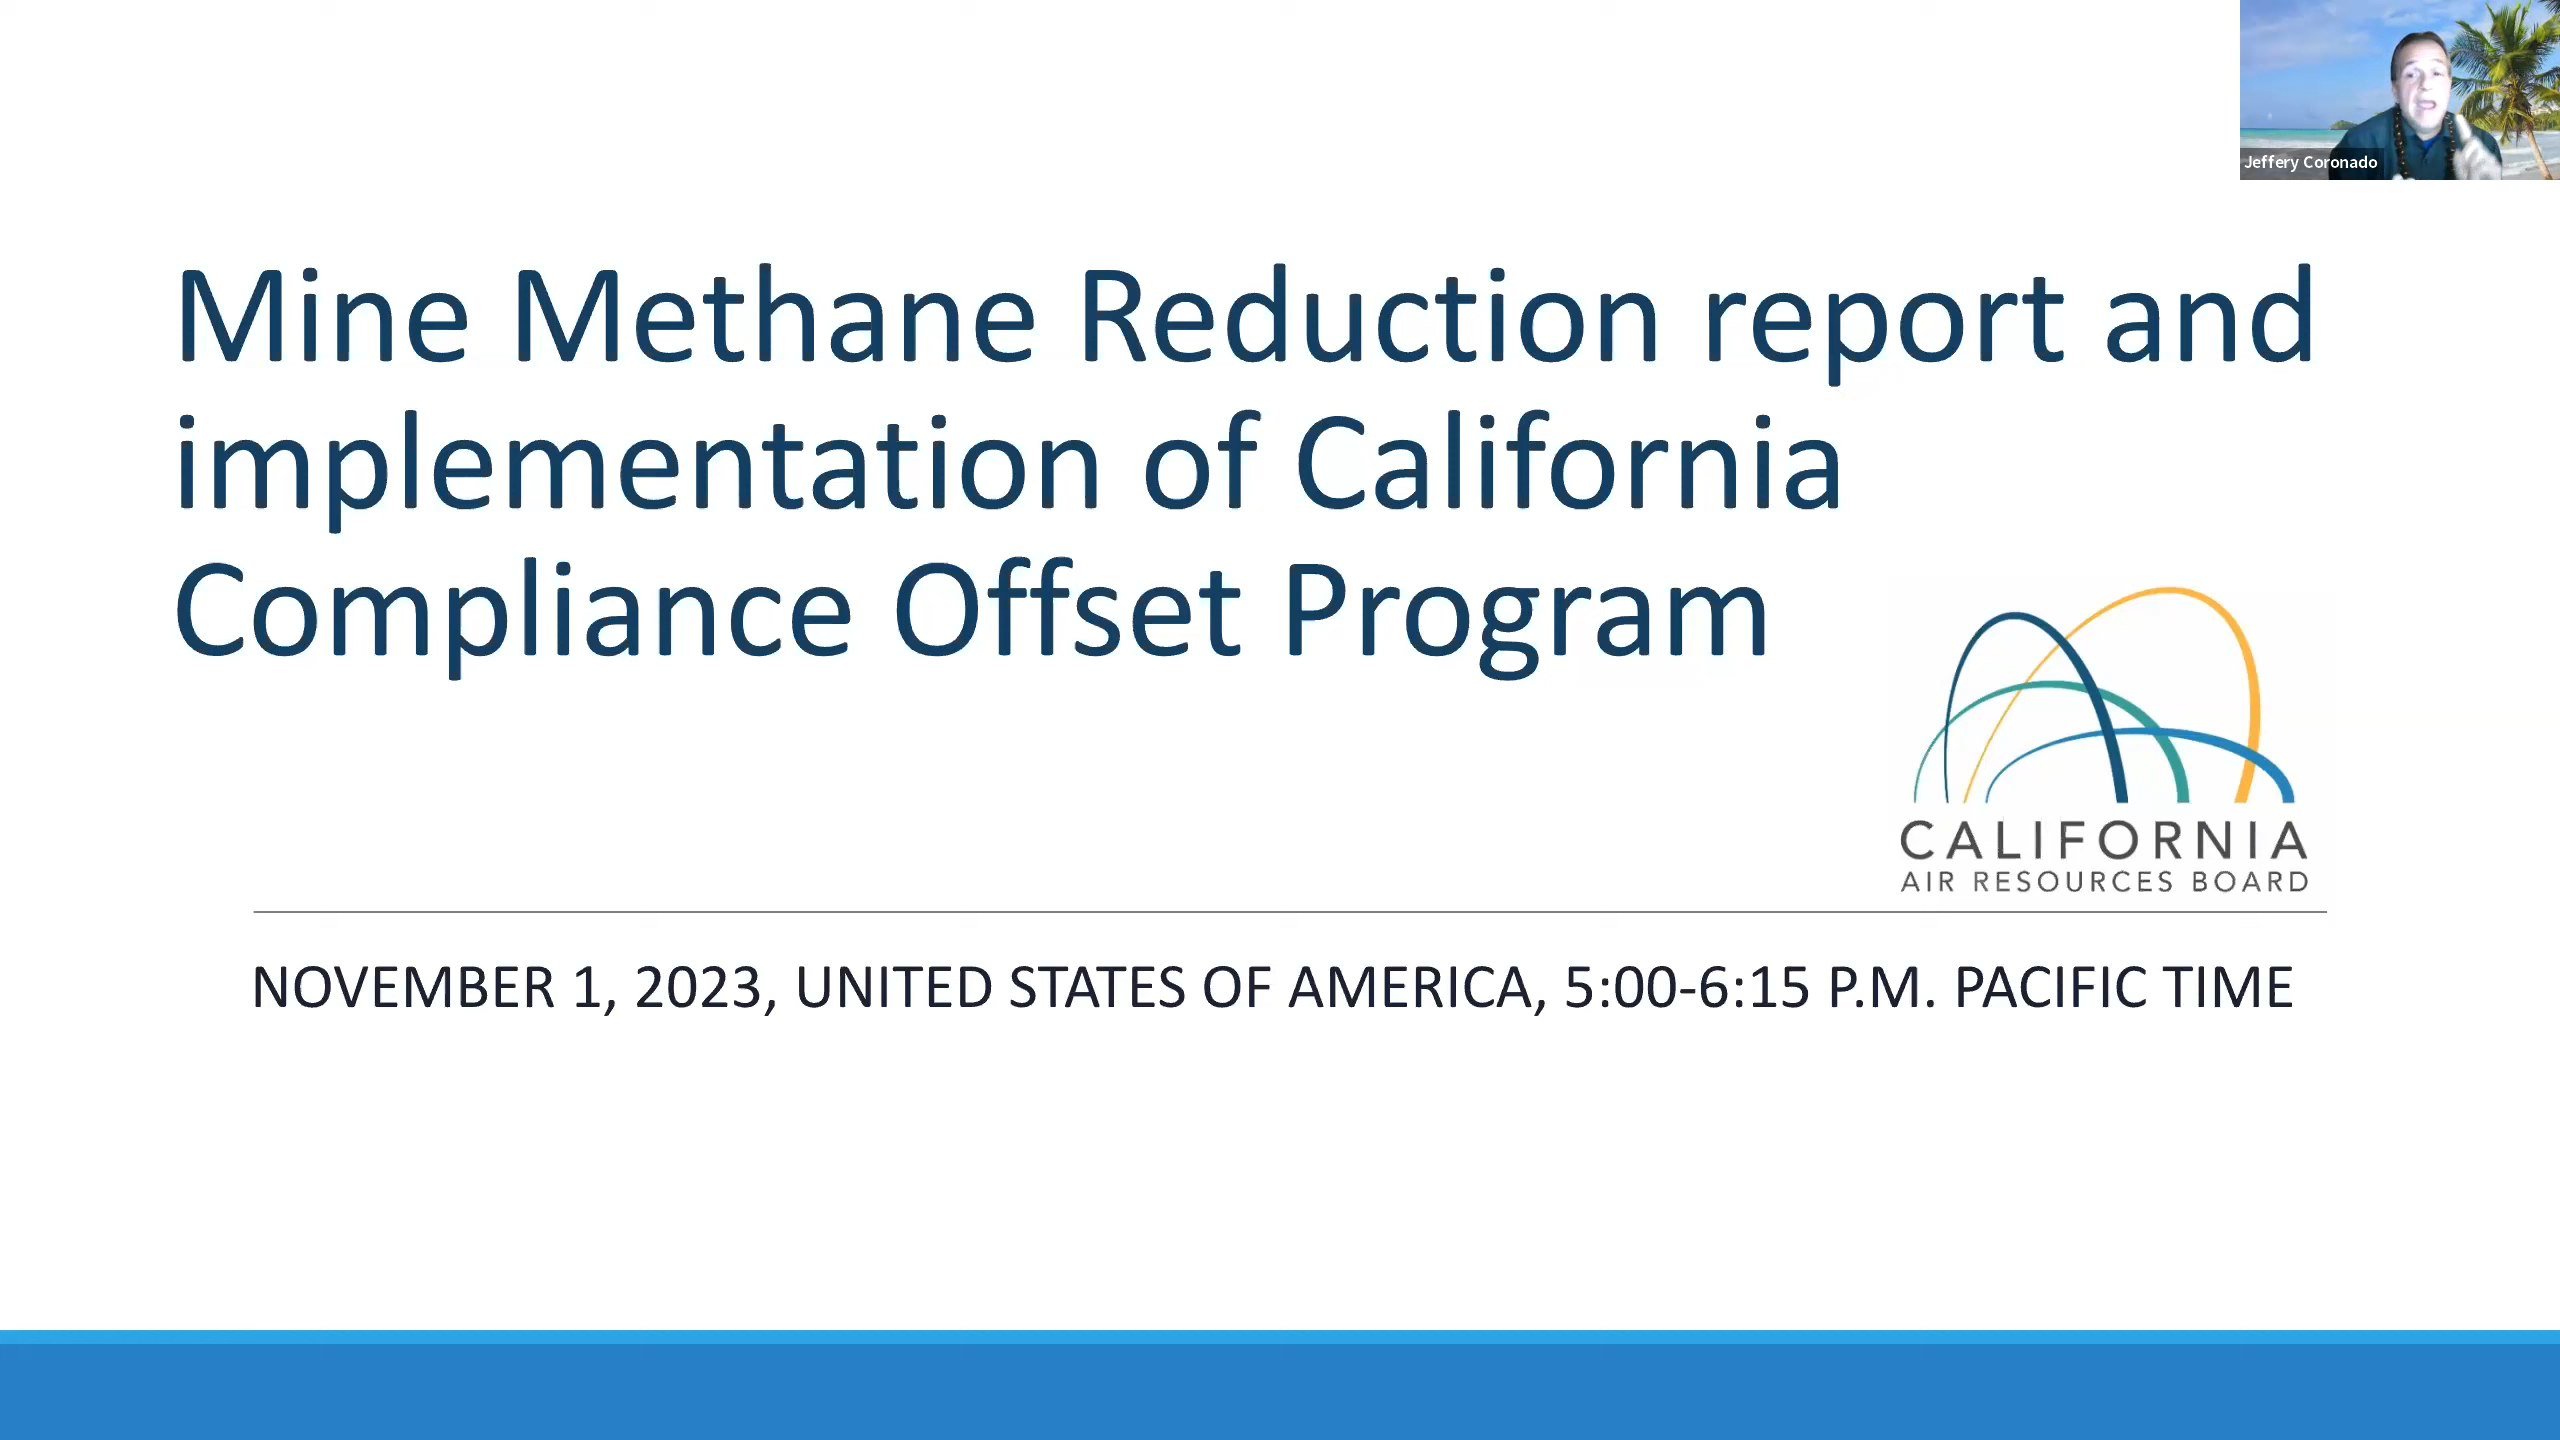 Jeffery Coronado
Mine Methane Reduction report and
implementation of California
Compliance Offset Program
CALIFORNIA
AIR RESOURCES BOARD
NOVEMBER 1, 2023, UNITED STATES OF AMERICA, 5:00-6:15 P.M. PACIFIC TIME